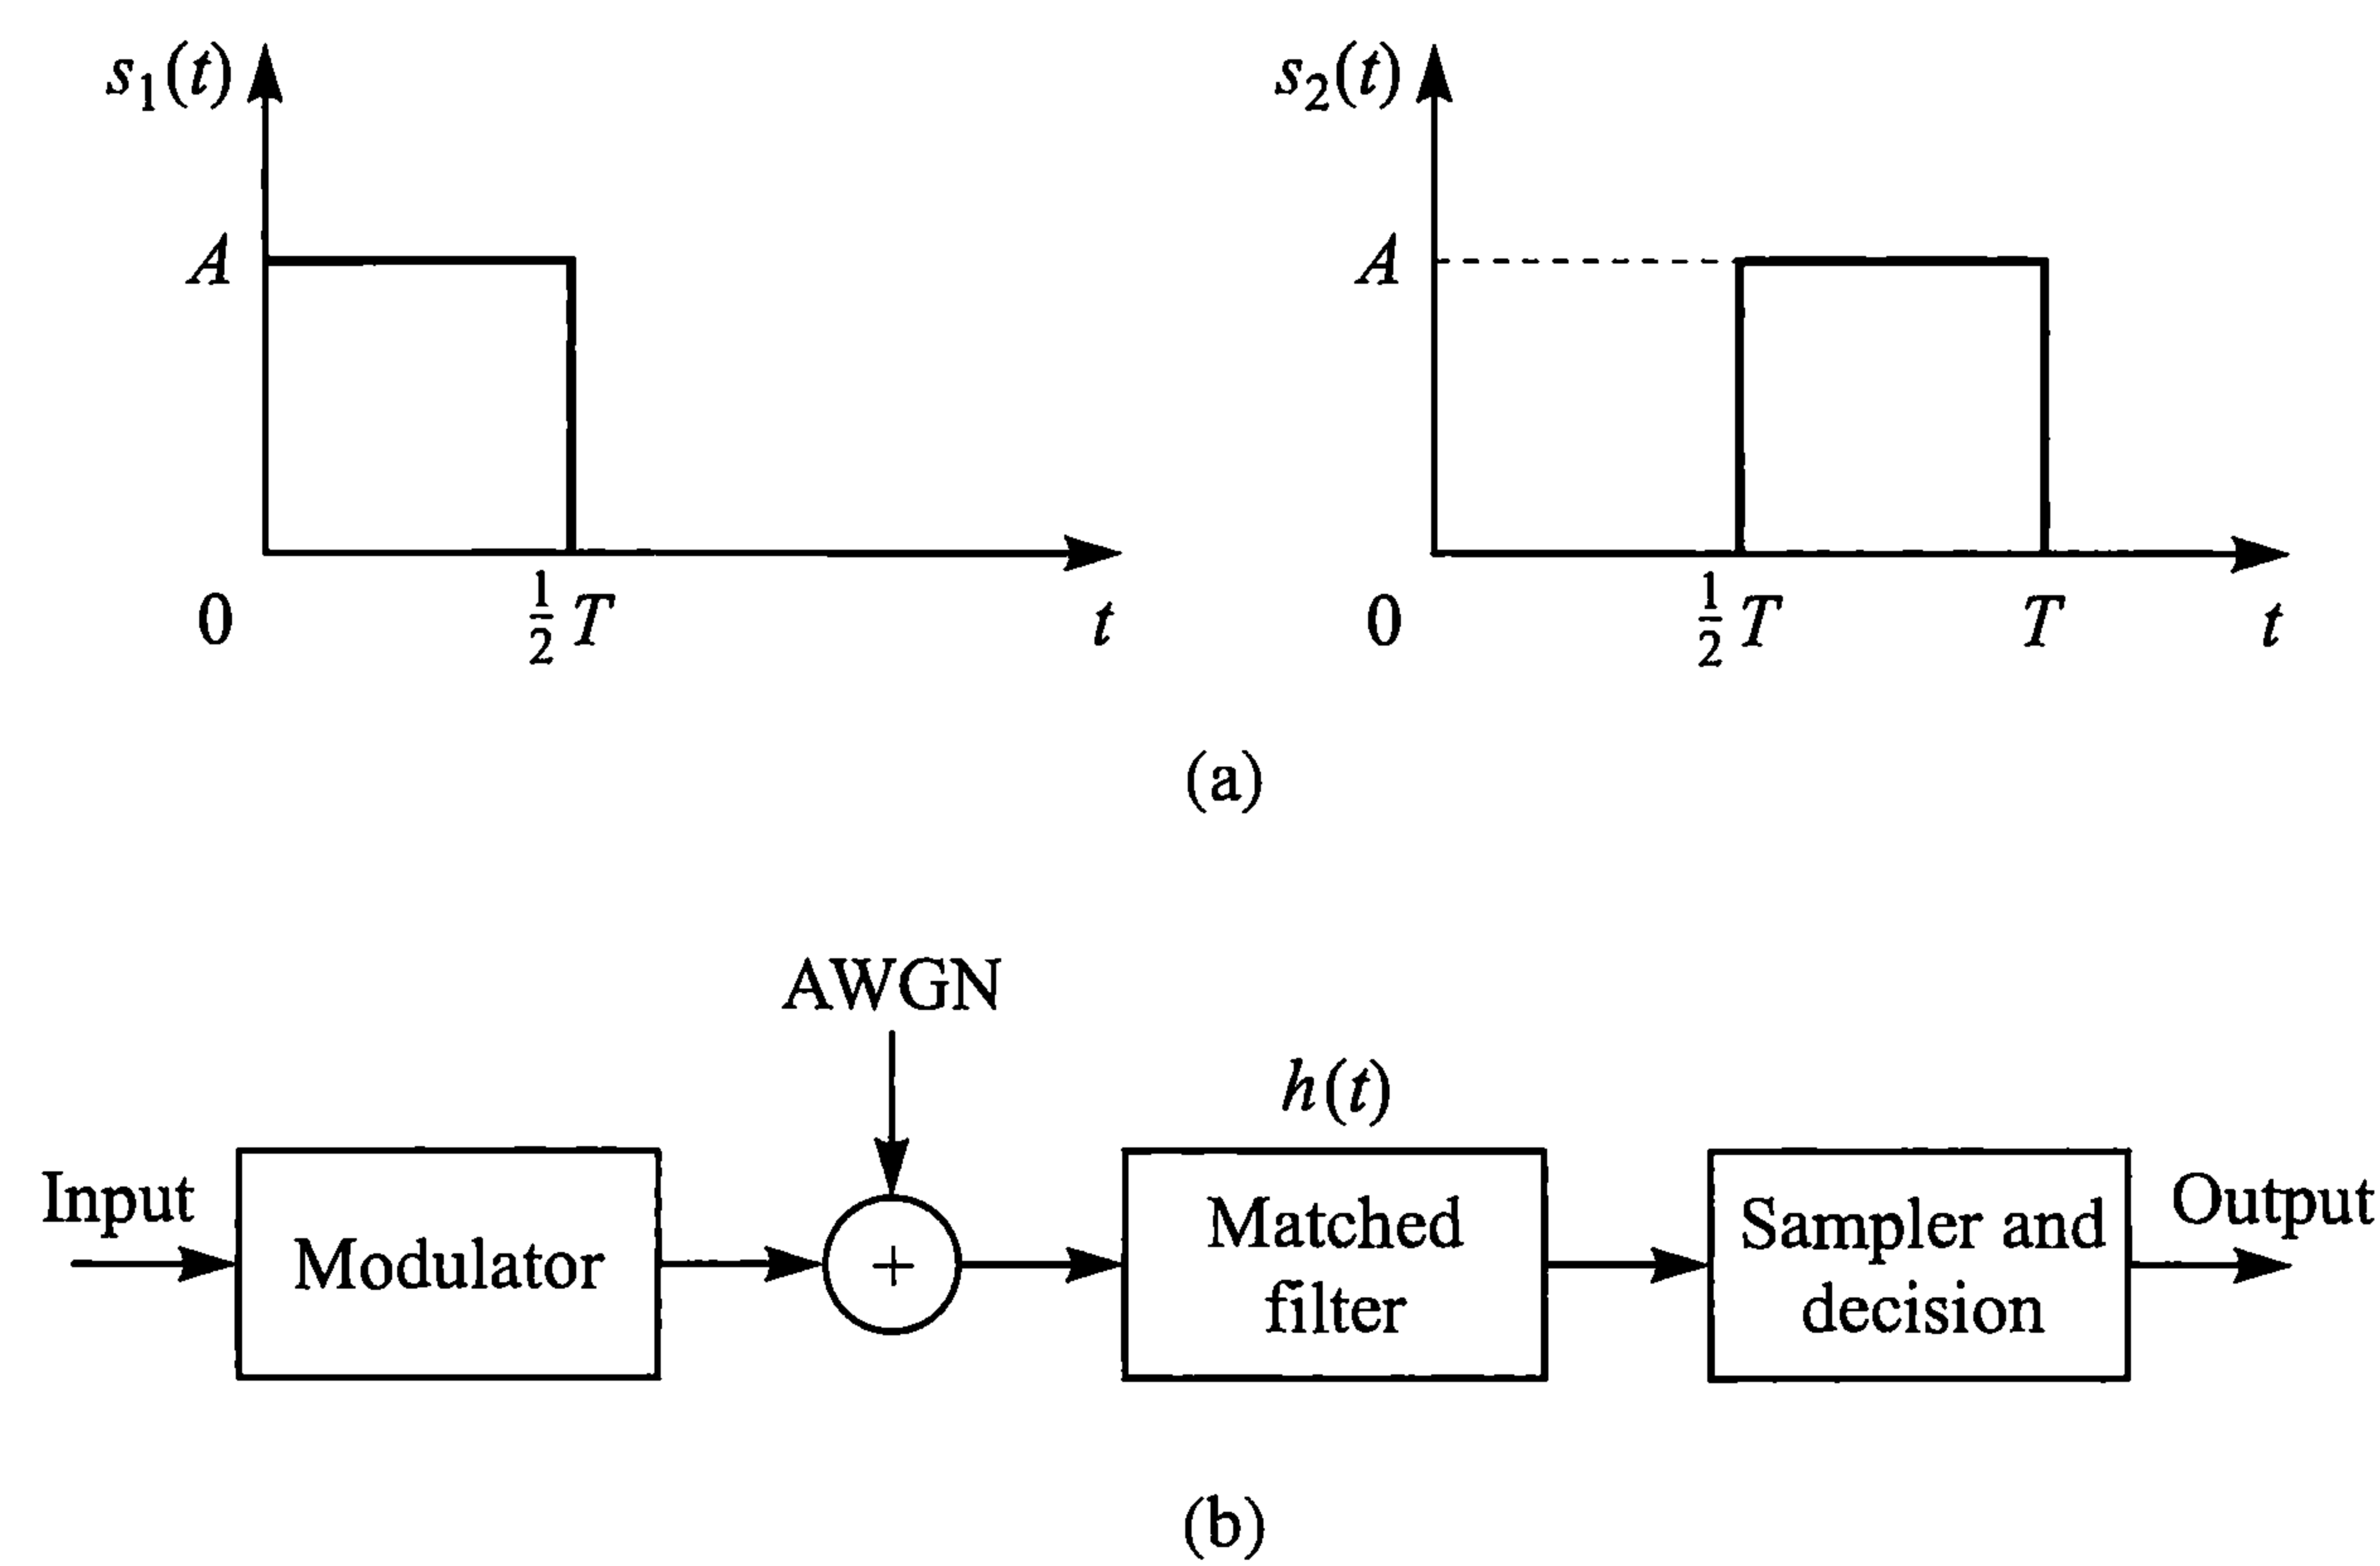 s₁(t)
A
0 ½T t
s₂(t)
A
0 ½T T t
(a)
AWGN
h(t)
Input
Modulator
+
Matched
filter
Sampler and
decision
Output
(b)